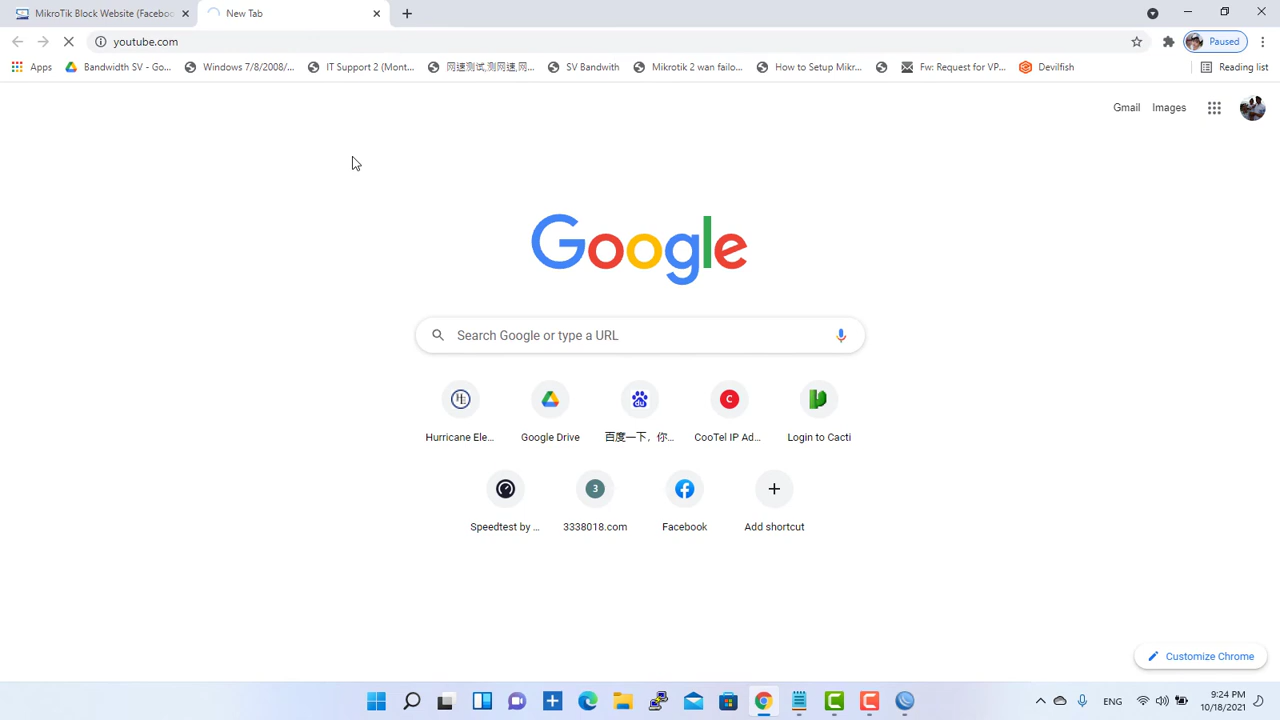 MikroTik Block Website (Faceboo
New Tab
youtube.com
Paused
Apps
Bandwidth SV - Go...
Windows 7/8/2008/...
IT Support 2 (Mont...
网速测试,测网速,网...
SV Bandwith
Mikrotik 2 wan failo...
How to Setup Mikr...
Fw: Request for VP...
Devilfish
Reading list
Gmail
Images
Google
Search Google or type a URL
Hurricane Ele...
Google Drive
百度一下，你...
CooTel IP Ad...
Login to Cacti
Speedtest by ...
3338018.com
Facebook
Add shortcut
Customize Chrome
ENG
9:24 PM
10/18/2021